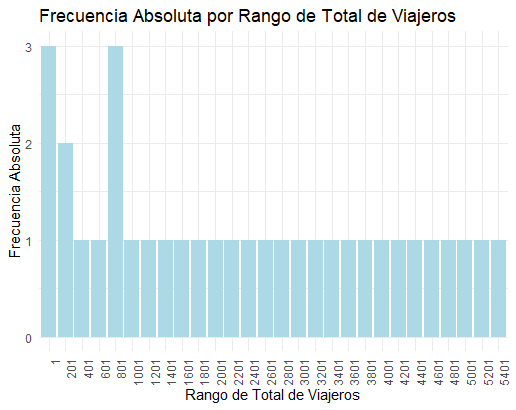 Frecuencia Absoluta por Rango de Total de Viajeros
Frecuencia Absoluta
3
2
1
0
1 201 401 601 801 1001 1201 1401 1601 1801 2001 2201 2401 2601 2801 3001 3201 3401 3601 3801 4001 4201 4401 4601 4801 5001 5201 5401
Rango de Total de Viajeros